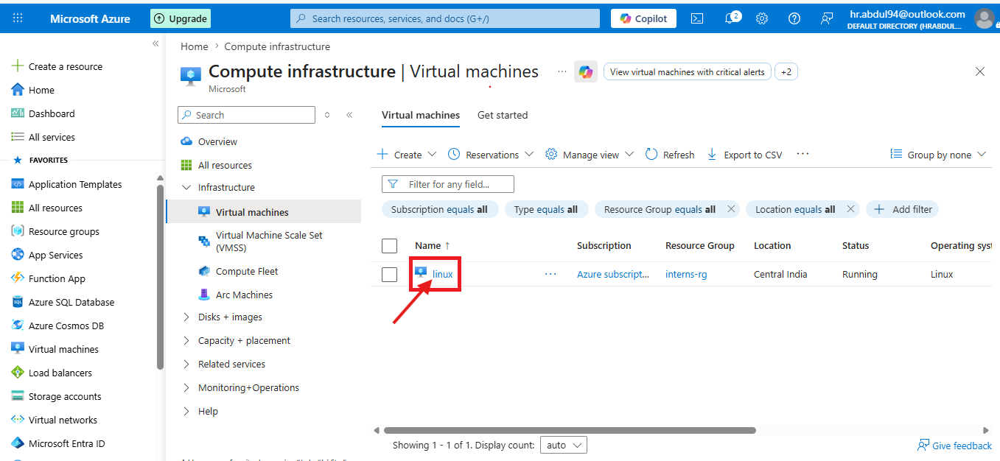 Microsoft Azure
Upgrade
Search resources, services, and docs (G+/)
Copilot
2
hr.abdul94@outlook.com
DEFAULT DIRECTORY (HRABDUL...
Create a resource
Home
Dashboard
All services
FAVORITES
Application Templates
All resources
Resource groups
App Services
Function App
Azure SQL Database
Azure Cosmos DB
Virtual machines
Load balancers
Storage accounts
Virtual networks
Microsoft Entra ID
Home > Compute infrastructure
Compute infrastructure | Virtual machines
Microsoft
View virtual machines with critical alerts
+2
Search
Overview
All resources
Infrastructure
Virtual machines
Virtual Machine Scale Set
(VMSS)
Compute Fleet
Arc Machines
Disks + images
Capacity + placement
Related services
Monitoring+Operations
Help
Virtual machines Get started
Create Reservations Manage view Refresh Export to CSV ... Group by none
Filter for any field...
Subscription equals all Type equals all Resource Group equals all Location equals all Add filter
Name ↑ Subscription Resource Group Location Status Operating syst
linux ... Azure subscript... interns-rg Central India Running Linux
Showing 1 - 1 of 1. Display count: auto
Give feedback